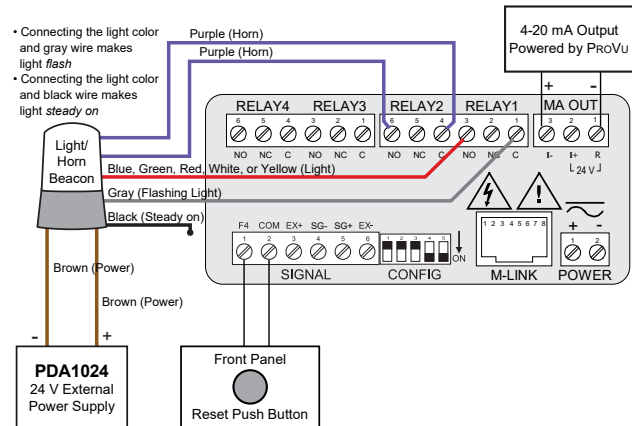 • Connecting the light color
and gray wire makes
light flash
• Connecting the light color
and black wire makes
light steady on
Purple (Horn)
Purple (Horn)
4-20 mA Output
Powered by PROVU
+ -
RELAY4 RELAY3 RELAY2 RELAY1 MA OUT
6 5 4 3 2 1 6 5 4 3 2 1 3 2 1
NO NC C NO NC C NO NC C NO NC C I- I+ R
24 V
Light/
Horn
Beacon
Blue, Green, Red, White, or Yellow (Light)
Gray (Flashing Light)
Black (Steady on)
F4 COM EX+ SG- SG+ EX-
1 2 3 4 5 6
1 2 3 4 5
ON
SIGNAL CONFIG
1 2 3 4 5 6 7 8
M-LINK
+ -
1 2
POWER
Brown (Power)
Brown (Power)
- +
PDA1024
24 V External
Power Supply
Front Panel
Reset Push Button